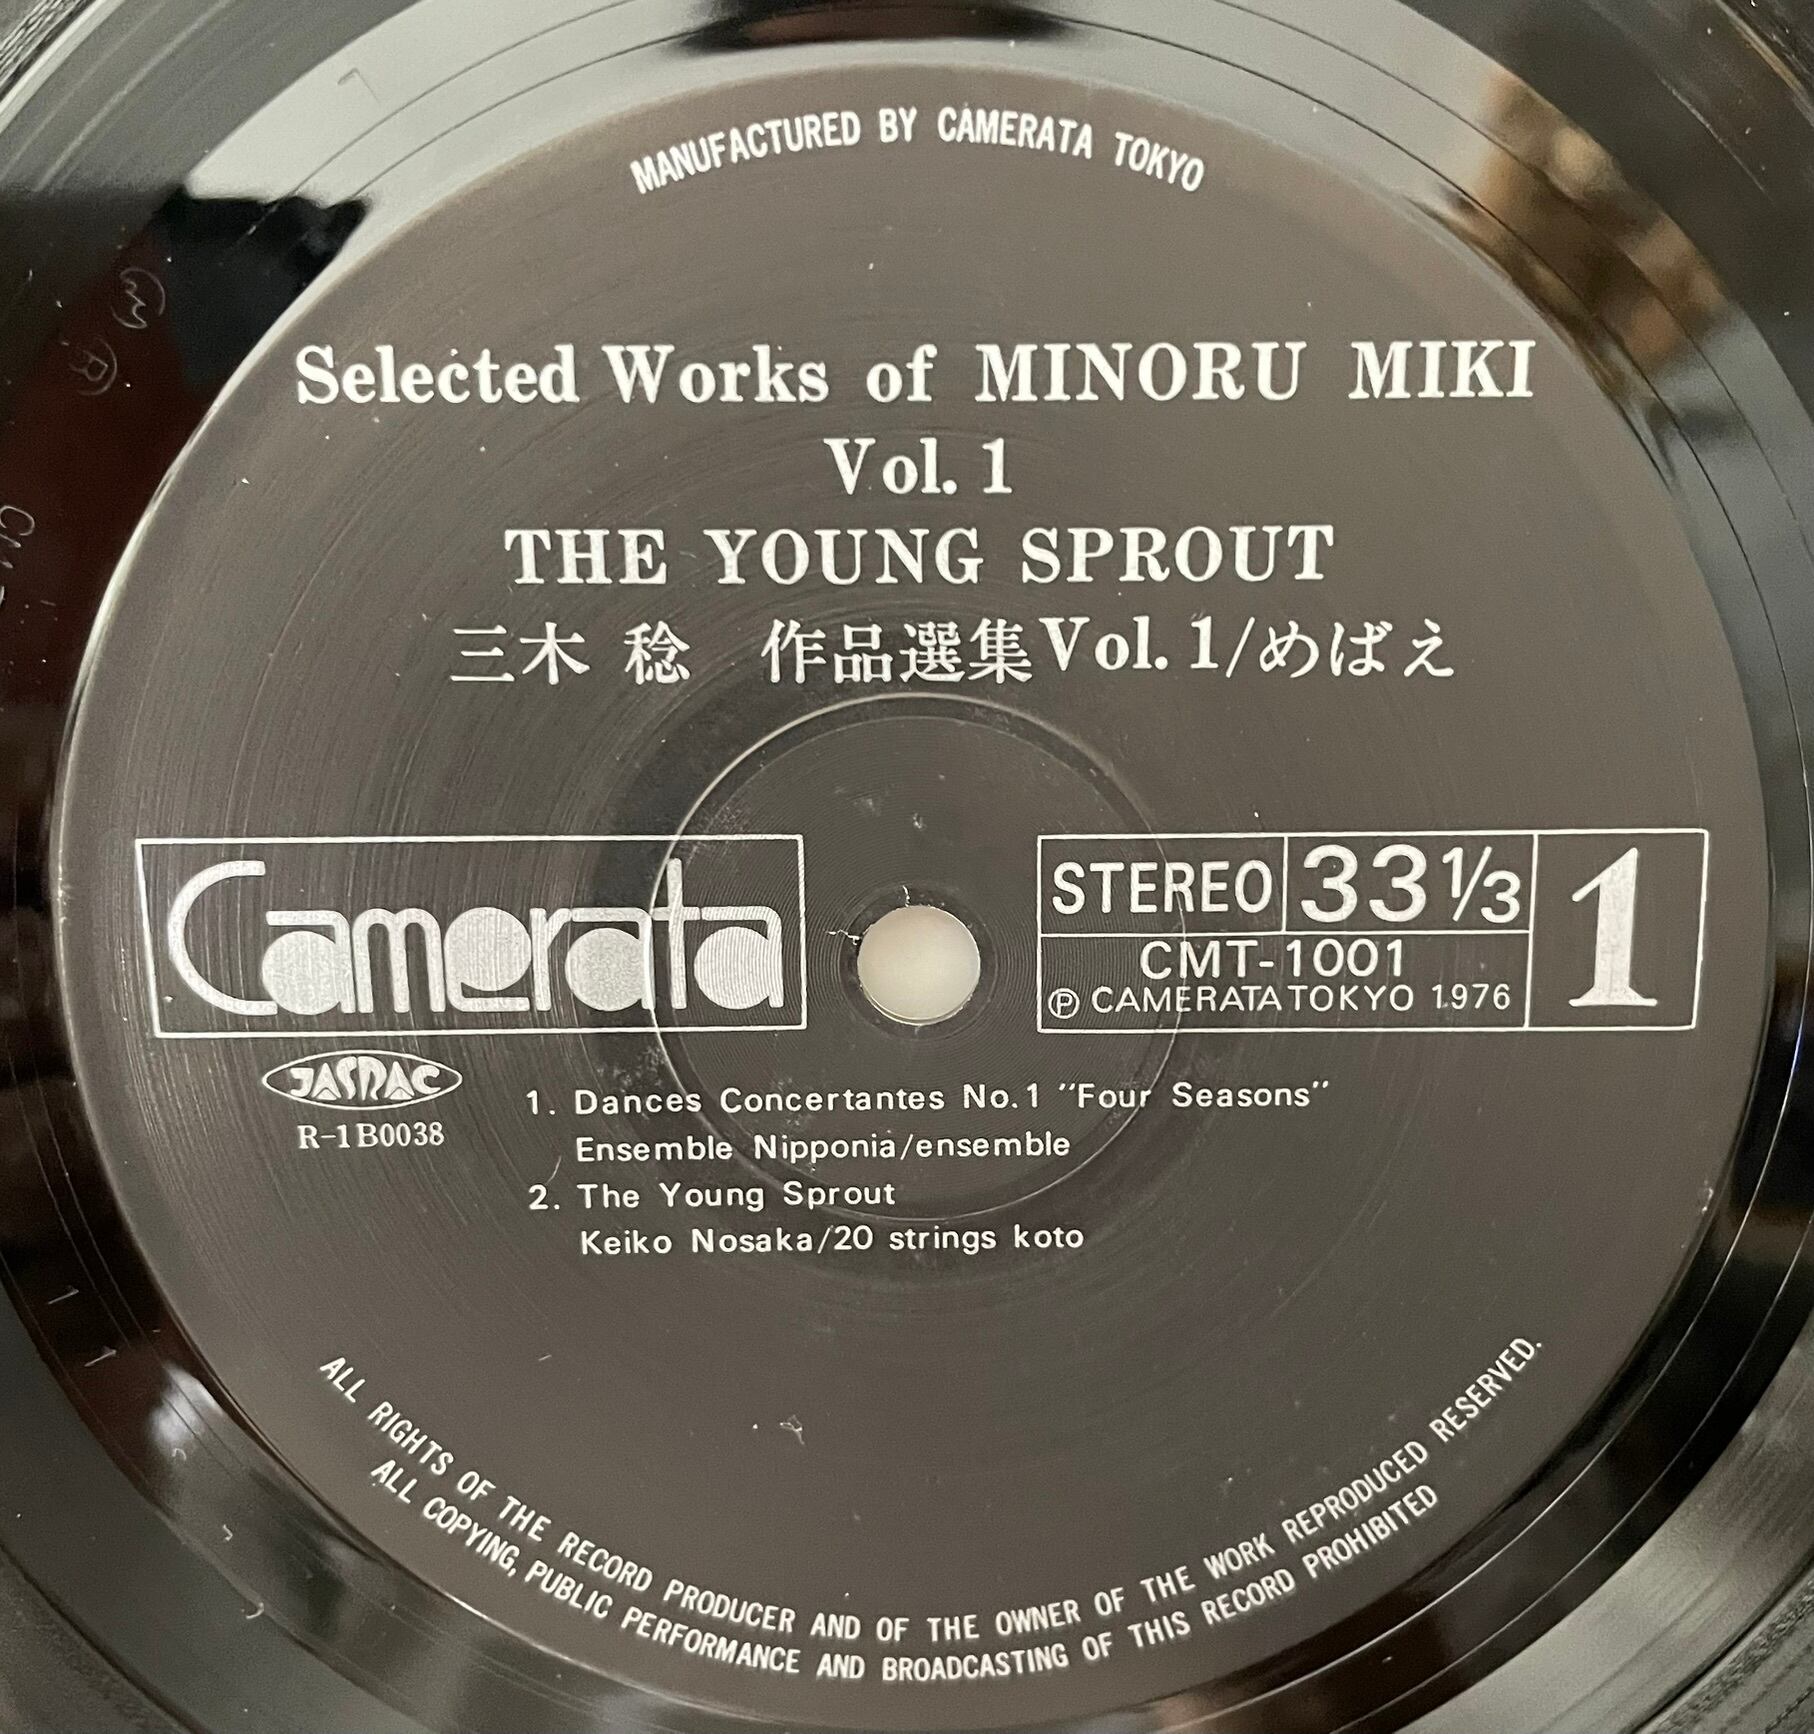 MANUFACTURED BY CAMERATA TOKYO
Selected Works of MINORU MIKI
Vol. 1
THE YOUNG SPROUT
三木 稔 作品選集Vol. 1/めばえ
Camerata
STEREO 33 1/3
CMT-1001
Ⓟ CAMERATA TOKYO 1976
1
JASRAC
R-1B0038
1. Dances Concertantes No.1 "Four Seasons"
Ensemble Nipponia/ensemble
2. The Young Sprout
Keiko Nosaka/20 strings koto
ALL RIGHTS OF THE RECORD PRODUCER AND OF THE OWNER OF THE WORK REPRODUCED RESERVED.
ALL COPYING, PUBLIC PERFORMANCE AND BROADCASTING OF THIS RECORD PROHIBITED